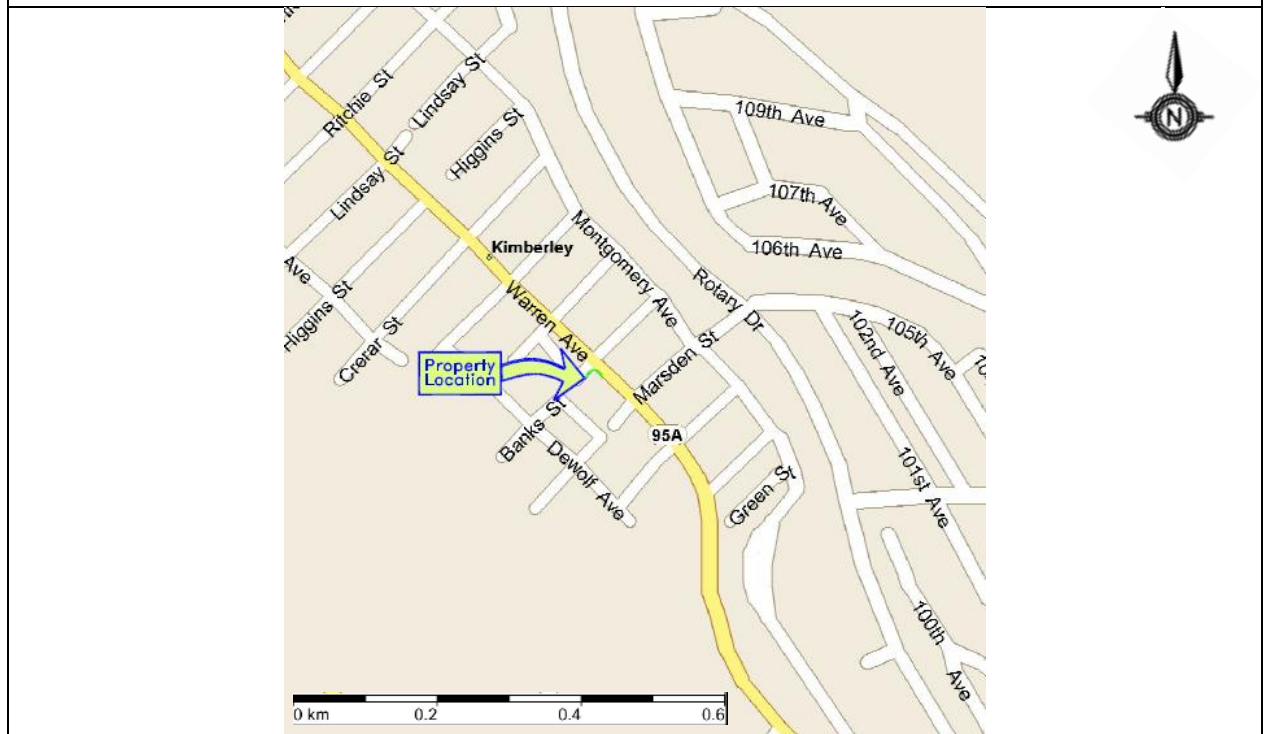 Ritchie St
Lindsay St
109th Ave
N
Higgins St
Lindsay St
107th Ave
Montgomery Ave
Kimberley
106th Ave
Ave
Rotary Dr
Higgins St
Warren Ave
102nd Ave
105th Ave
Crerar St
Marsden St
10
Property
Location
Banks St
95A
Dewolf Ave
101st Ave
Green St
100th Ave
0 km 0.2 0.4 0.6